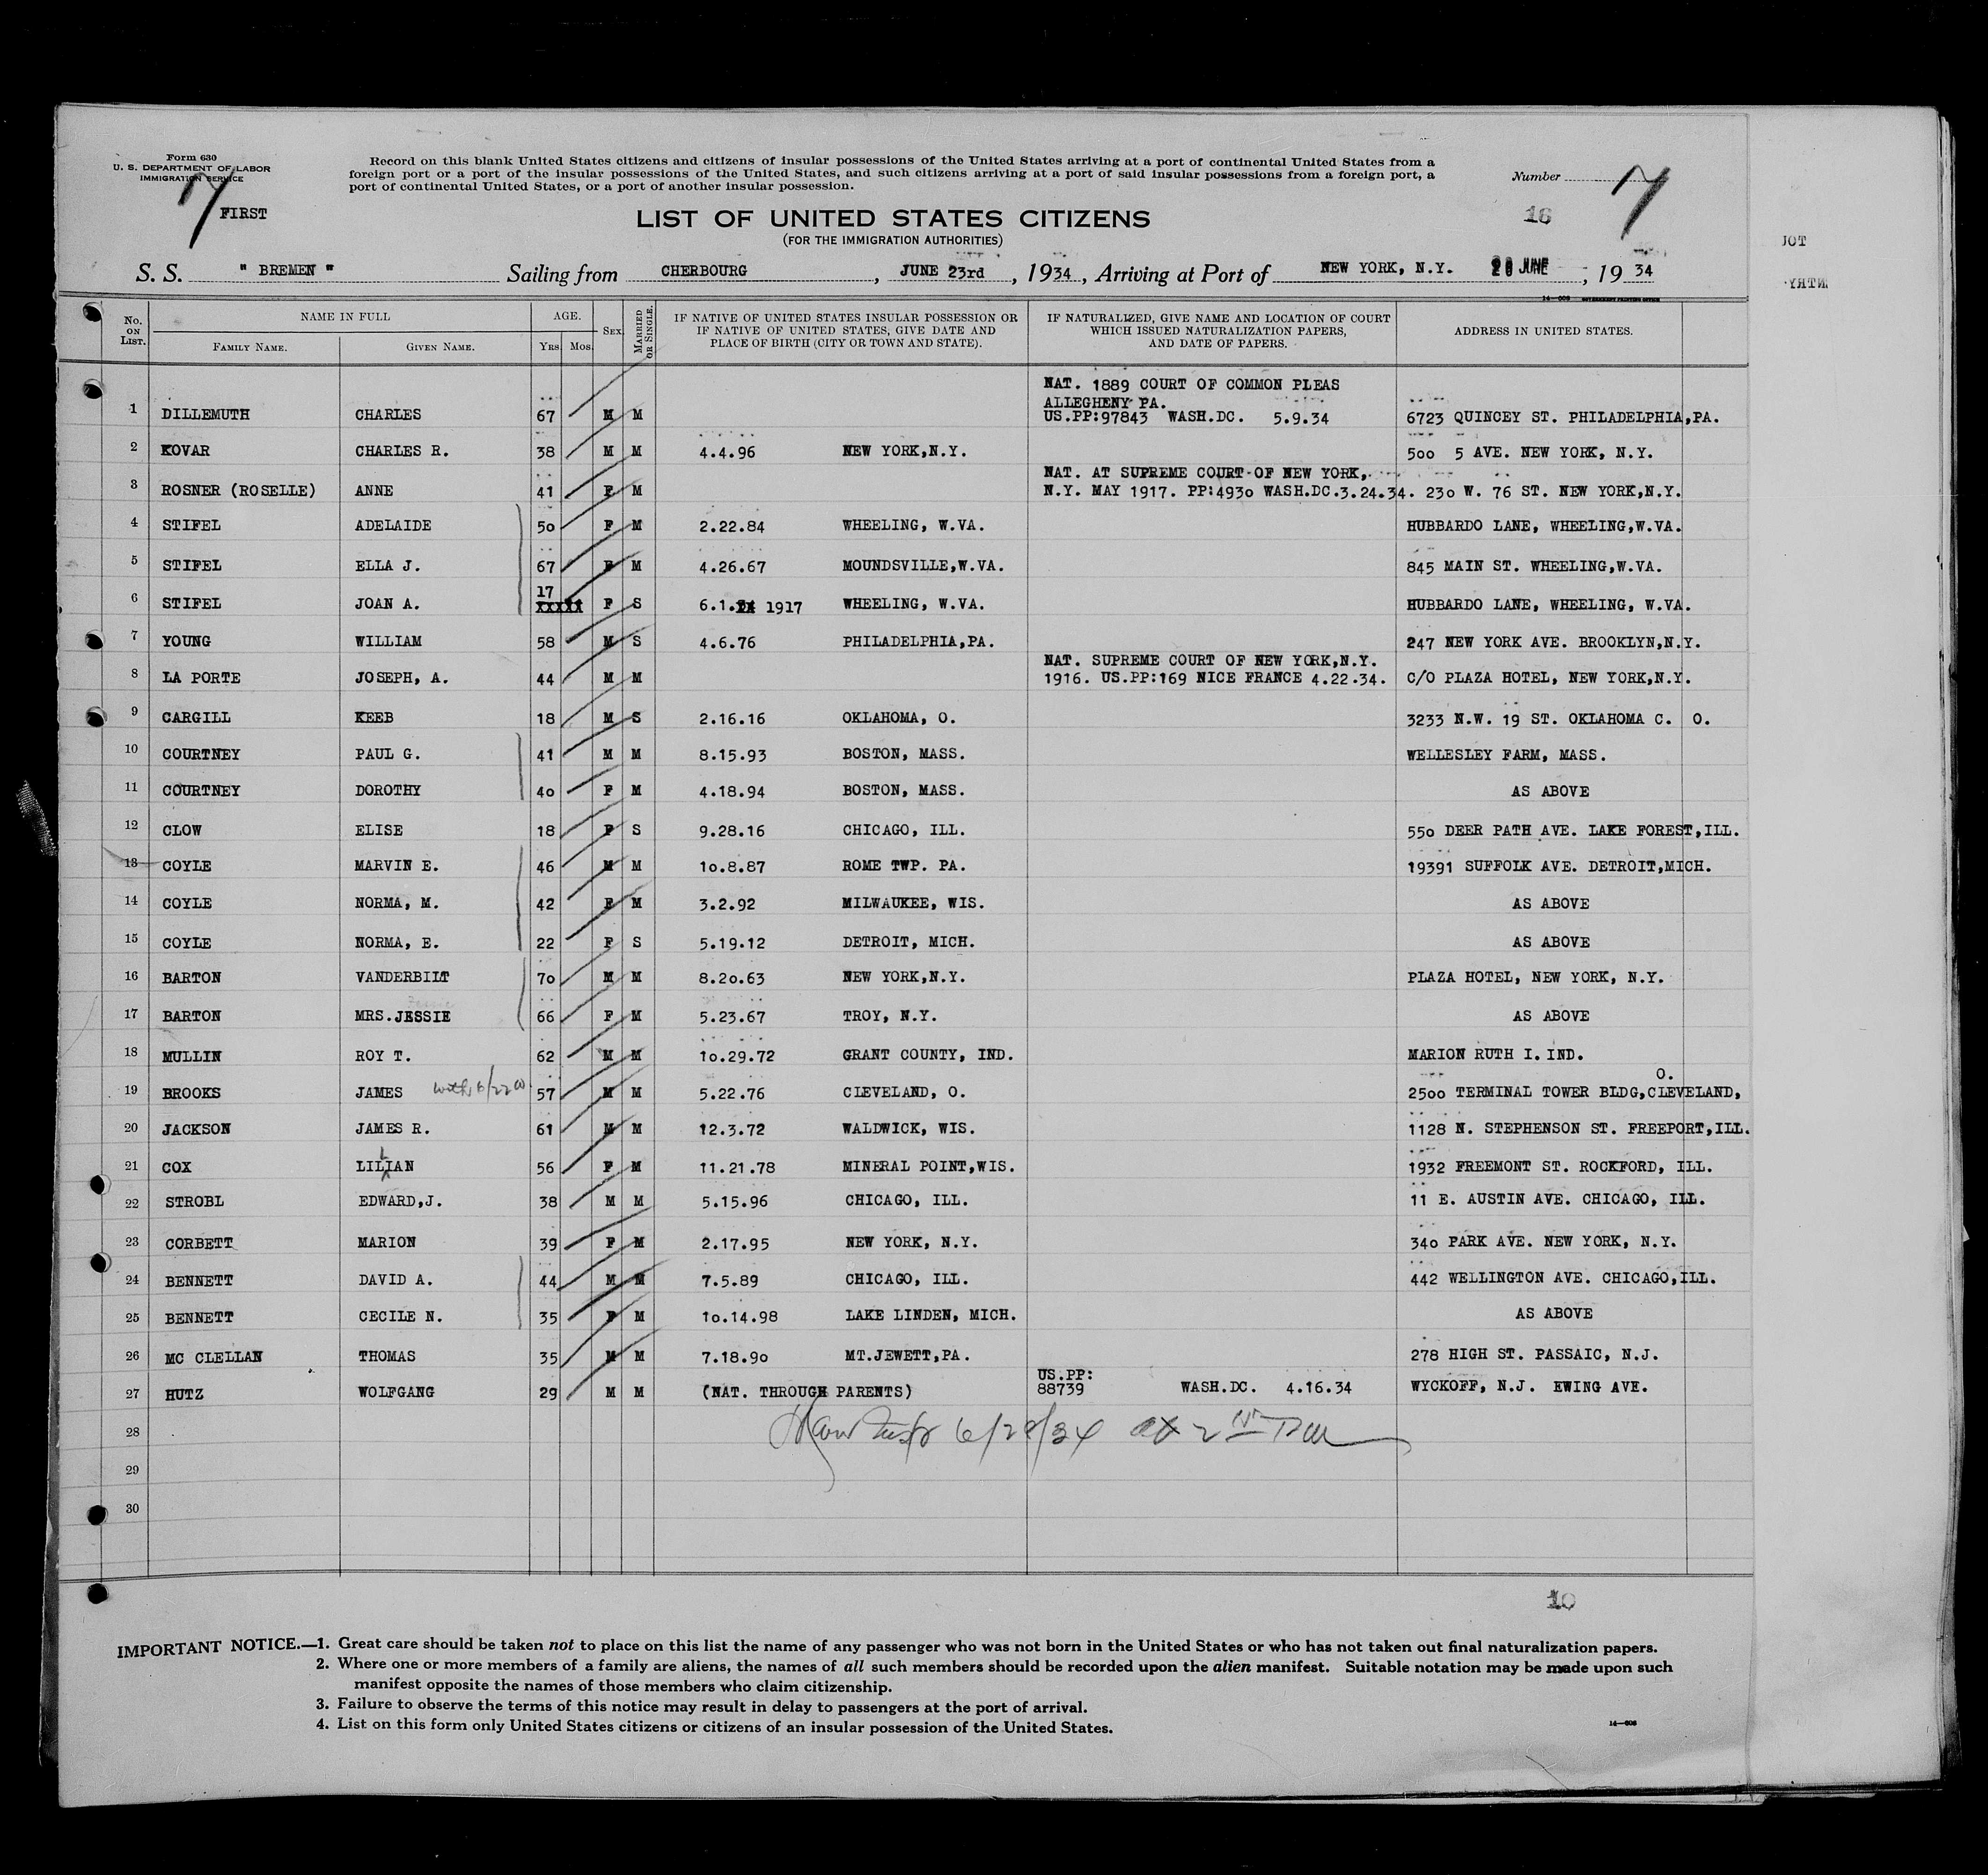 Form 630
U. S. DEPARTMENT OF LABOR
IMMIGRATION SERVICE
FIRST
Record on this blank United States citizens and citizens of insular possessions of the United States arriving at a port of continental United States from a
foreign port or a port of the insular possessions of the United States, and such citizens arriving at a port of said insular possessions from a foreign port, a
port of continental United States, or a port of another insular possession.
Number
LIST OF UNITED STATES CITIZENS
(FOR THE IMMIGRATION AUTHORITIES)
S. S. " BREMEN " Sailing from CHERBOURG, JUNE 23rd, 1934, Arriving at Port of NEW YORK, N.Y. JUNE, 19 34
No. ON LIST. NAME IN FULL FAMILY NAME. GIVEN NAME. AGE. YRS. MOS. SEX. MARRIED OR SINGLE. IF NATIVE OF UNITED STATES INSULAR POSSESSION OR IF NATIVE OF UNITED STATES, GIVE DATE AND PLACE OF BIRTH (CITY OR TOWN AND STATE). IF NATURALIZED, GIVE NAME AND LOCATION OF COURT WHICH ISSUED NATURALIZATION PAPERS, AND DATE OF PAPERS. ADDRESS IN UNITED STATES.
NAT. 1889 COURT OF COMMON PLEAS
ALLEGHENY PA.
1 DILLEMUTH CHARLES 67 M M US.PP:97843 WASH.DC. 5.9.34 6723 QUINCEY ST. PHILADELPHIA,PA.
2 KOVAR CHARLES R. 38 M M 4.4.96 NEW YORK,N.Y. 500 5 AVE. NEW YORK, N.Y.
NAT. AT SUPREME COURT OF NEW YORK,
3 ROSNER (ROSELLE) ANNE 41 F M N.Y. MAY 1917. PP:4930 WASH.DC.3.24.34. 230 W. 76 ST. NEW YORK,N.Y.
4 STIFEL ADELAIDE 50 F M 2.22.84 WHEELING, W.VA. HUBBARDO LANE, WHEELING,W.VA.
5 STIFEL ELLA J. 67 F M 4.26.67 MOUNDSVILLE,W.VA. 845 MAIN ST. WHEELING,W.VA.
17
6 STIFEL JOAN A. xxxxx F S 6.1. 1917 WHEELING, W.VA. HUBBARDO LANE, WHEELING, W.VA.
7 YOUNG WILLIAM 58 M S 4.6.76 PHILADELPHIA,PA. 247 NEW YORK AVE. BROOKLYN,N.Y.
NAT. SUPREME COURT OF NEW YORK,N.Y.
8 LA PORTE JOSEPH, A. 44 M M 1916. US.PP:169 NICE FRANCE 4.22.34. C/O PLAZA HOTEL, NEW YORK,N.Y.
9 CARGILL KEEB 18 M S 2.16.16 OKLAHOMA, O. 3233 N.W. 19 ST. OKLAHOMA C. O.
10 COURTNEY PAUL G. 41 M M 8.15.93 BOSTON, MASS. WELLESLEY FARM, MASS.
11 COURTNEY DOROTHY 40 F M 4.18.94 BOSTON, MASS. AS ABOVE
12 CLOW ELISE 18 F S 9.28.16 CHICAGO, ILL. 550 DEER PATH AVE. LAKE FOREST,ILL.
13 COYLE MARVIN E. 46 M M 10.8.87 ROME TWP. PA. 19391 SUFFOLK AVE. DETROIT,MICH.
14 COYLE NORMA, M. 42 F M 3.2.92 MILWAUKEE, WIS. AS ABOVE
15 COYLE NORMA, E. 22 F S 5.19.12 DETROIT, MICH. AS ABOVE
16 BARTON VANDERBILT 70 M M 8.20.63 NEW YORK,N.Y. PLAZA HOTEL, NEW YORK, N.Y.
17 BARTON MRS.JESSIE 66 F M 5.23.67 TROY, N.Y. AS ABOVE
18 MULLIN ROY T. 62 M M 10.29.72 GRANT COUNTY, IND. MARION RUTH I. IND.
O.
19 BROOKS JAMES 57 M M 5.22.76 CLEVELAND, O. 2500 TERMINAL TOWER BLDG,CLEVELAND,
20 JACKSON JAMES R. 61 M M 12.3.72 WALDWICK, WIS. 1128 N. STEPHENSON ST. FREEPORT,ILL.
21 COX LILLIAN 56 F M 11.21.78 MINERAL POINT,WIS. 1932 FREEMONT ST. ROCKFORD, ILL.
22 STROBL EDWARD,J. 38 M M 5.15.96 CHICAGO, ILL. 11 E. AUSTIN AVE. CHICAGO, ILL.
23 CORBETT MARION 39 F M 2.17.95 NEW YORK, N.Y. 340 PARK AVE. NEW YORK, N.Y.
24 BENNETT DAVID A. 44 M M 7.5.89 CHICAGO, ILL. 442 WELLINGTON AVE. CHICAGO,ILL.
25 BENNETT CECILE N. 35 F M 10.14.98 LAKE LINDEN, MICH. AS ABOVE
26 MC CLELLAN THOMAS 35 M M 7.18.90 MT.JEWETT,PA. 278 HIGH ST. PASSAIC, N.J.
US.PP:
27 HUTZ WOLFGANG 29 M M (NAT. THROUGH PARENTS) 88739 WASH.DC. 4.16.34 WYCKOFF, N.J. EWING AVE.
28
29
30
10
IMPORTANT NOTICE.—1. Great care should be taken not to place on this list the name of any passenger who was not born in the United States or who has not taken out final naturalization papers.
2. Where one or more members of a family are aliens, the names of all such members should be recorded upon the alien manifest. Suitable notation may be made upon such
manifest opposite the names of those members who claim citizenship.
3. Failure to observe the terms of this notice may result in delay to passengers at the port of arrival.
4. List on this form only United States citizens or citizens of an insular possession of the United States.